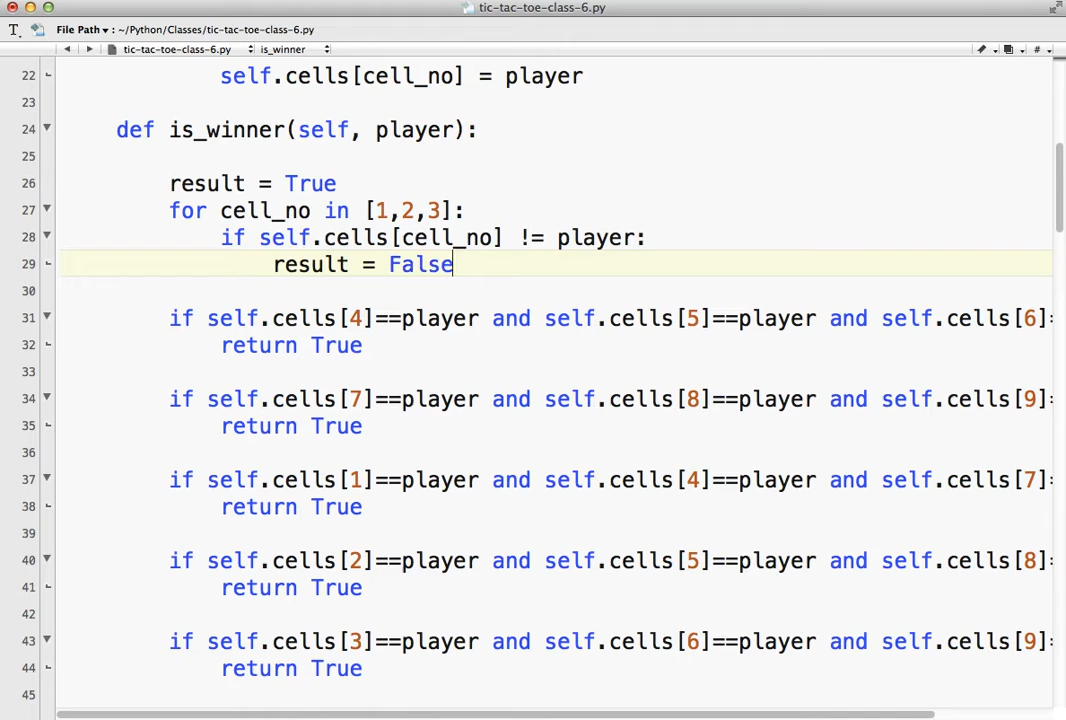 tic-tac-toe-class-6.py
File Path ▾ : ~/Python/Classes/tic-tac-toe-class-6.py
tic-tac-toe-class-6.py is_winner #
22 self.cells[cell_no] = player
23
24 def is_winner(self, player):
25
26 result = True
27 for cell_no in [1,2,3]:
28 if self.cells[cell_no] != player:
29 result = False
30
31 if self.cells[4]==player and self.cells[5]==player and self.cells[6]=
32 return True
33
34 if self.cells[7]==player and self.cells[8]==player and self.cells[9]=
35 return True
36
37 if self.cells[1]==player and self.cells[4]==player and self.cells[7]=
38 return True
39
40 if self.cells[2]==player and self.cells[5]==player and self.cells[8]=
41 return True
42
43 if self.cells[3]==player and self.cells[6]==player and self.cells[9]=
44 return True
45